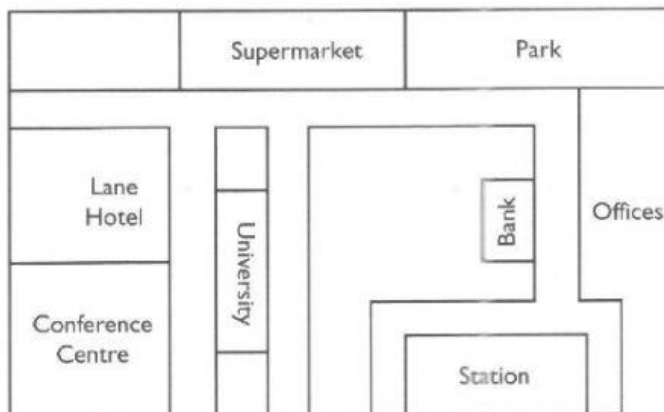 Supermarket
Park
Lane
Hotel
University
Bank
Offices
Conference
Centre
Station